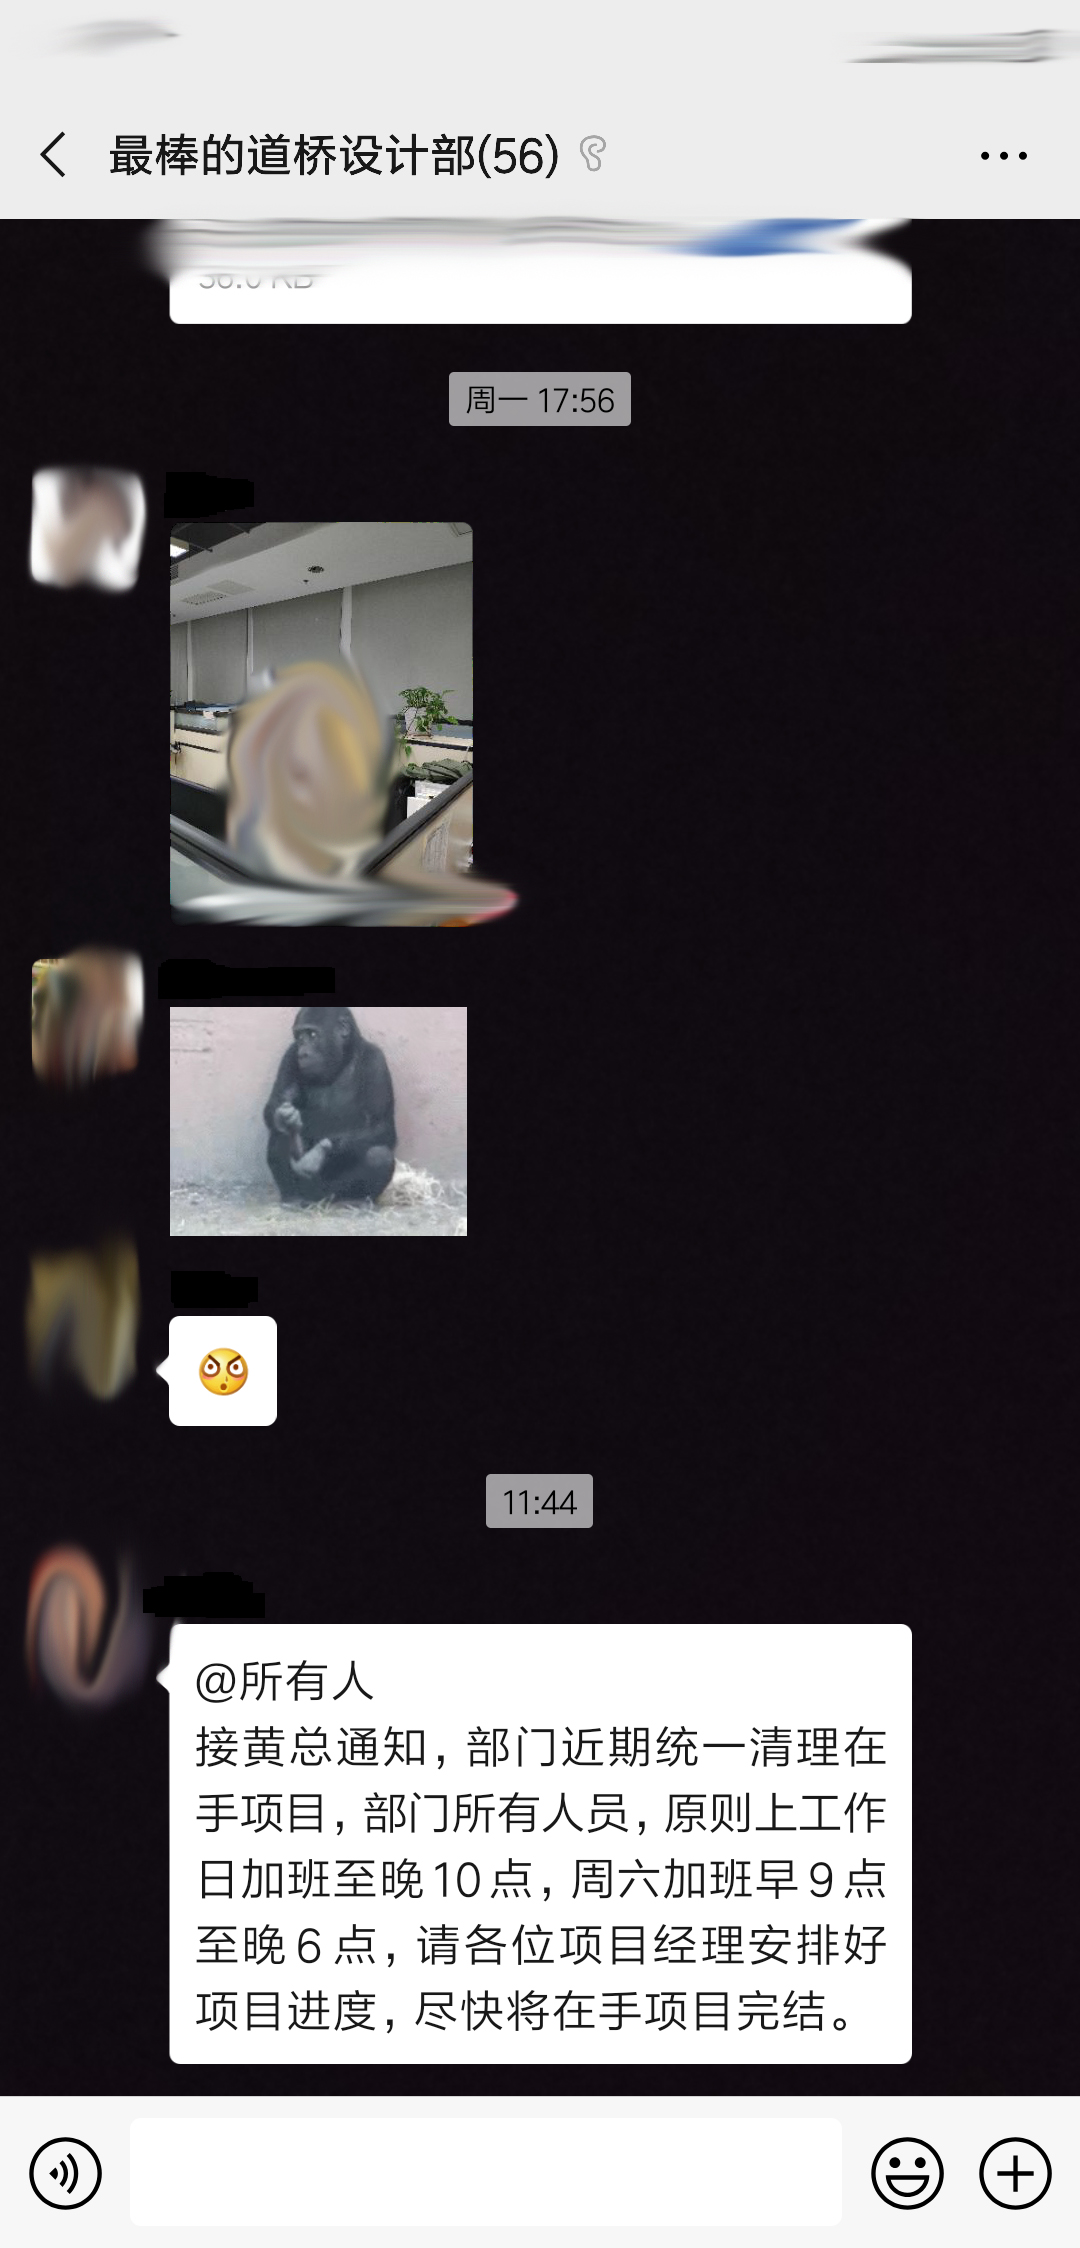 最棒的道桥设计部(56)
周一 17:56
11:44
@所有人
接黄总通知，部门近期统一清理在
手项目，部门所有人员，原则上工作
日加班至晚10点，周六加班早9点
至晚6点，请各位项目经理安排好
项目进度，尽快将在手项目完结。